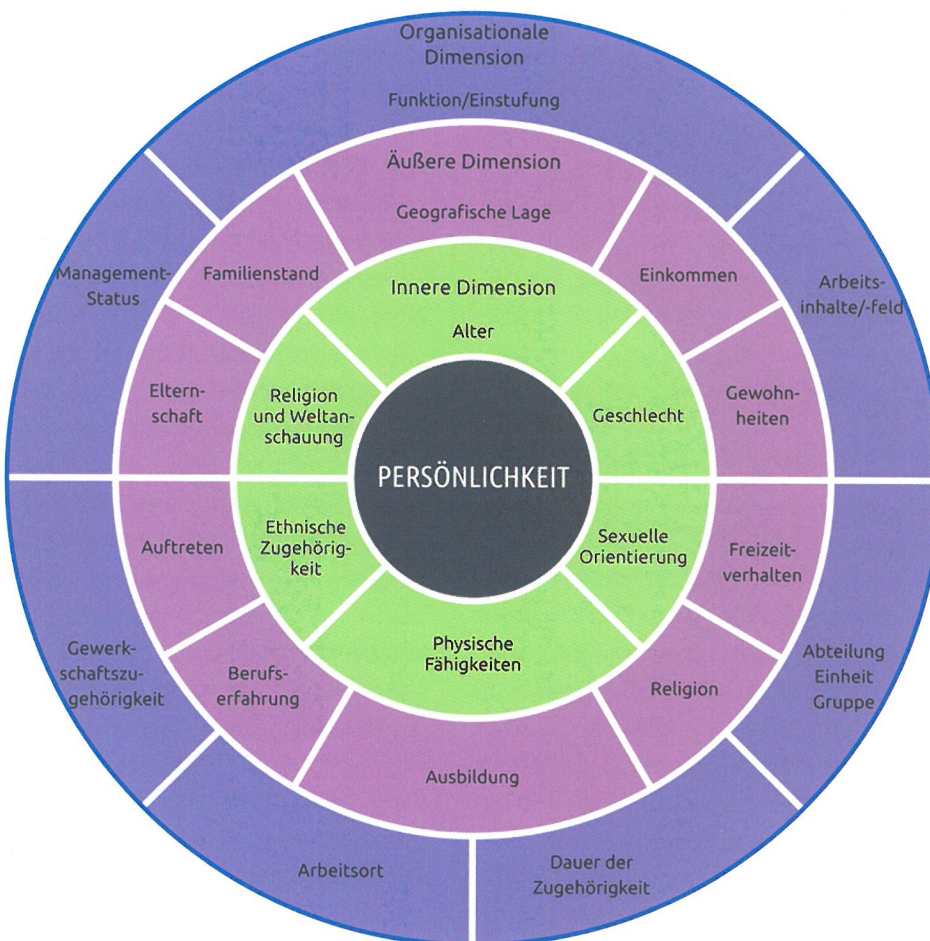 Organisationale
Dimension
Funktion/Einstufung
Äußere Dimension
Geografische Lage
Management-
Status
Familienstand
Innere Dimension
Alter
Einkommen
Arbeits-
inhalte/-feld
Eltern-
schaft
Religion
und Weltan-
schauung
Geschlecht
Gewohn-
heiten
PERSÖNLICHKEIT
Auftreten
Ethnische
Zugehörig-
keit
Sexuelle
Orientierung
Freizeit-
verhalten
Gewerk-
schaftszu-
gehörigkeit
Berufs-
erfahrung
Physische
Fähigkeiten
Religion
Abteilung
Einheit
Gruppe
Ausbildung
Arbeitsort
Dauer der
Zugehörigkeit